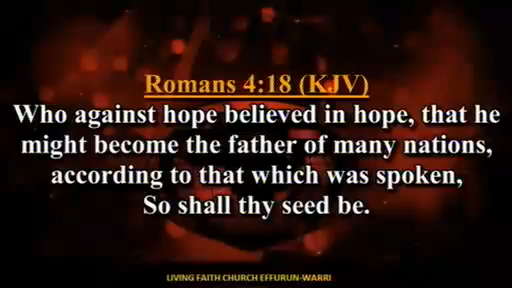 Romans 4:18 (KJV)
Who against hope believed in hope, that he
might become the father of many nations,
according to that which was spoken,
So shall thy seed be.
LIVING FAITH CHURCH EFFURUN-WARRI